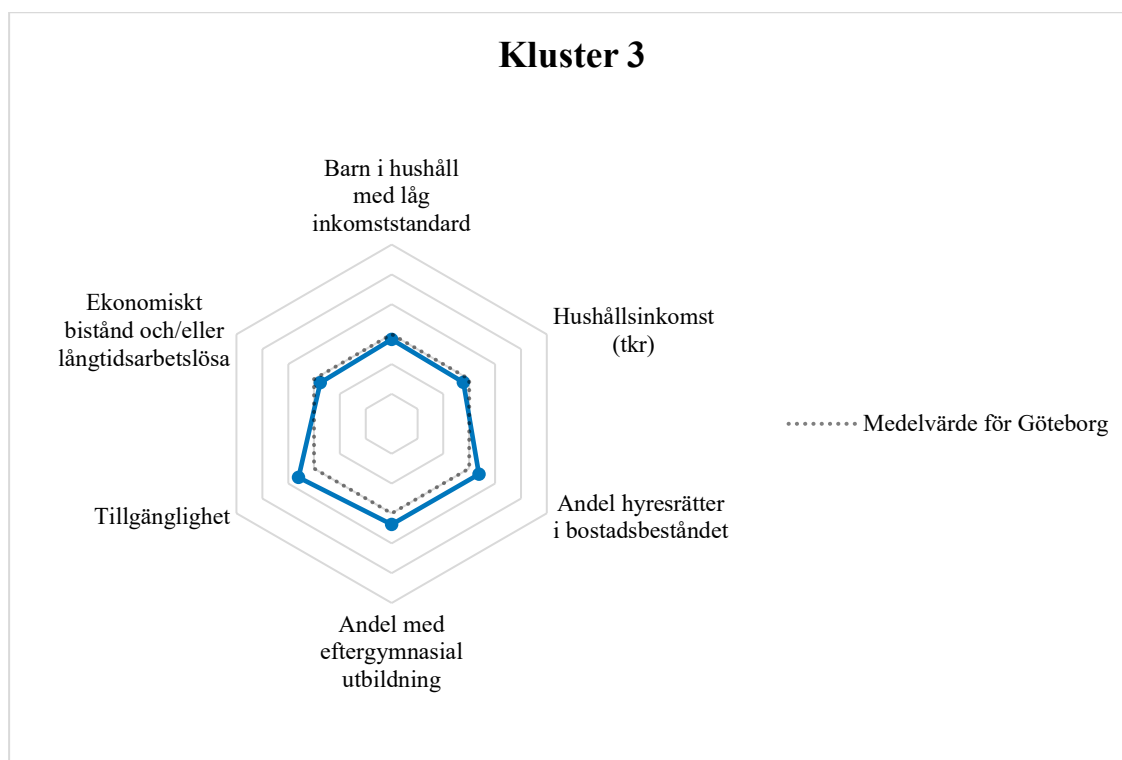 Kluster 3
Barn i hushåll
med låg
inkomststandard
Hushållsinkomst
(tkr)
Andel hyresrätter
i bostadsbeståndet
Andel med
eftergymnasial
utbildning
Tillgänglighet
Ekonomiskt
bistånd och/eller
långtidsarbetslösa
Medelvärde för Göteborg